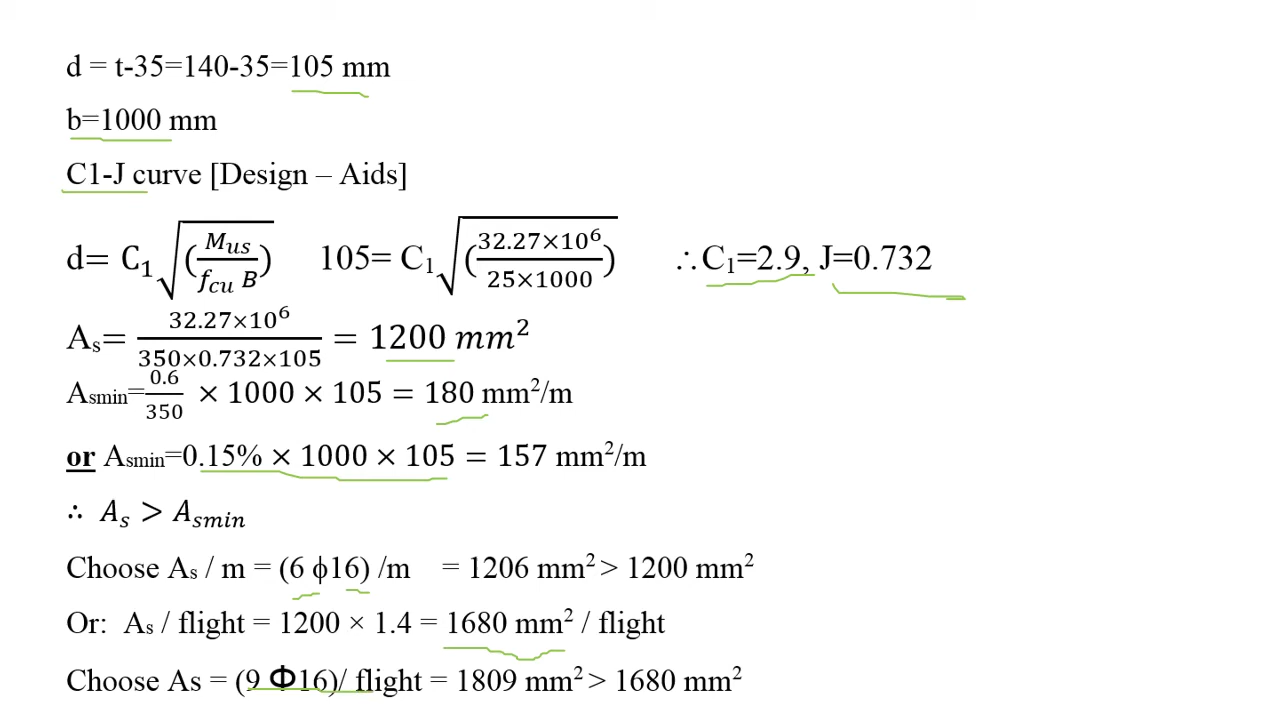 d = t-35=140-35=105 mm
b=1000 mm
C1-J curve [Design – Aids]
d= C₁√(Mus/fcu B) 105= C₁√(32.27×10⁶/25×1000) ∴C₁=2.9, J=0.732
As= 32.27×10⁶/350×0.732×105 = 1200 mm²
Asmin=0.6/350 × 1000 × 105 = 180 mm²/m
or Asmin=0.15% × 1000 × 105 = 157 mm²/m
∴ As > Asmin
Choose As / m = (6 ϕ16) /m = 1206 mm² > 1200 mm²
Or: As / flight = 1200 × 1.4 = 1680 mm² / flight
Choose As = (9 Φ16)/ flight = 1809 mm² > 1680 mm²